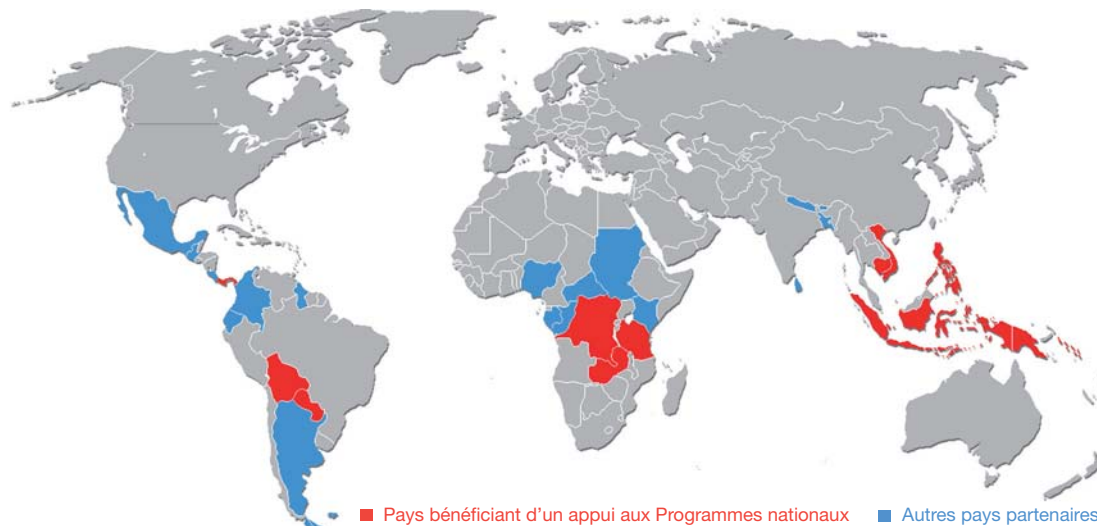 Pays bénéficiant d'un appui aux Programmes nationaux
Autres pays partenaires